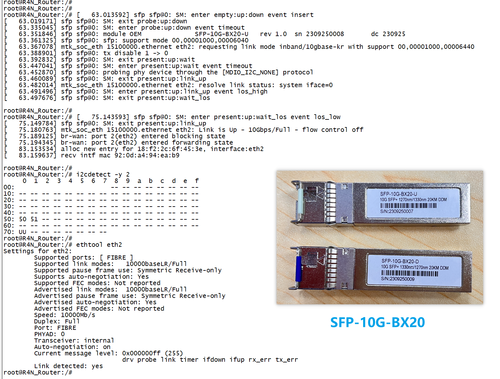 root@R4N_Router:/#
root@R4N_Router:/#
root@R4N_Router:/# [   63.013592] sfp sfp@0: SM: enter empty:up:down event insert
[   63.019171] sfp sfp@0: SM: exit probe:up:down
[   63.335045] sfp sfp@0: SM: enter probe:up:down event timeout
[   63.351846] sfp sfp@0: module OEM              SFP-10G-BX20-U   rev 1.0  sn 2309250008       dc 230925
[   63.361325] sfp sfp@0: sfp: support mode 00,00001000,00006040
[   63.367078] mtk_soc_eth 15100000.ethernet eth2: requesting link mode inband/10gbase-kr with support 00,00001000,00006440
[   63.388901] sfp sfp@0: tx disable 1 -> 0
[   63.392832] sfp sfp@0: SM: exit present:up:wait
[   63.447041] sfp sfp@0: SM: enter present:up:wait event timeout
[   63.452870] sfp sfp@0: probing phy device through the [MDIO_I2C_NONE] protocol
[   63.460089] sfp sfp@0: SM: exit present:up:link_up
[   63.482014] mtk_soc_eth 15100000.ethernet eth2: resolve link status: system iface=0
[   63.491496] sfp sfp@0: SM: enter present:up:link_up event los_high
[   63.497676] sfp sfp@0: SM: exit present:up:wait_los
root@R4N_Router:/#
root@R4N_Router:/# [   75.143593] sfp sfp@0: SM: enter present:up:wait_los event los_low
[   75.149784] sfp sfp@0: SM: exit present:up:link_up
[   75.180763] mtk_soc_eth 15100000.ethernet eth2: Link is Up - 10Gbps/Full - flow control off
[   75.189125] br-wan: port 2(eth2) entered blocking state
[   75.194345] br-wan: port 2(eth2) entered forwarding state
[   83.153534] alloc new entry for 18:f2:2c:6f:45:3e, interface:eth2
[   83.159637] recv intf mac 92:0d:a4:94:ea:b9
root@R4N_Router:/#
root@R4N_Router:/# i2cdetect -y 2
0 1 2 3 4 5 6 7 8 9 a b c d e f
00: -- -- -- -- -- -- -- --
10: -- -- -- -- -- -- -- -- -- -- -- -- -- -- -- --
20: -- -- -- -- -- -- -- -- -- -- -- -- -- -- -- --
30: -- -- -- -- -- -- -- -- -- -- -- -- -- -- -- --
40: -- -- -- -- -- -- -- -- -- -- -- -- -- -- -- --
50: 50 51 -- -- -- -- -- -- -- -- -- -- -- -- -- --
60: -- -- -- -- -- -- -- -- -- -- -- -- -- -- -- --
70: UU -- -- -- -- -- -- --
root@R4N_Router:/#
root@R4N_Router:/# ethtool eth2
Settings for eth2:
Supported ports: [ FIBRE ]
Supported link modes:   10000baseLR/Full
Supported pause frame use: Symmetric Receive-only
Supports auto-negotiation: Yes
Supported FEC modes: Not reported
Advertised link modes:  10000baseLR/Full
Advertised pause frame use: Symmetric Receive-only
Advertised auto-negotiation: Yes
Advertised FEC modes: Not reported
Speed: 10000Mb/s
Duplex: Full
Port: FIBRE
PHYAD: 0
Transceiver: internal
Auto-negotiation: on
Current message level: 0x000000ff (255)
drv probe link timer ifdown ifup rx_err tx_err
Link detected: yes
root@R4N_Router:/#
SFP-10G-BX20-U
10G SFP+ 1270nm/1330nm 20KM DDM
S/N:2309250007
SFP-10G-BX20-D
10G SFP+ 1330nm/1270nm 20KM DDM
S/N:2309250009
SFP-10G-BX20